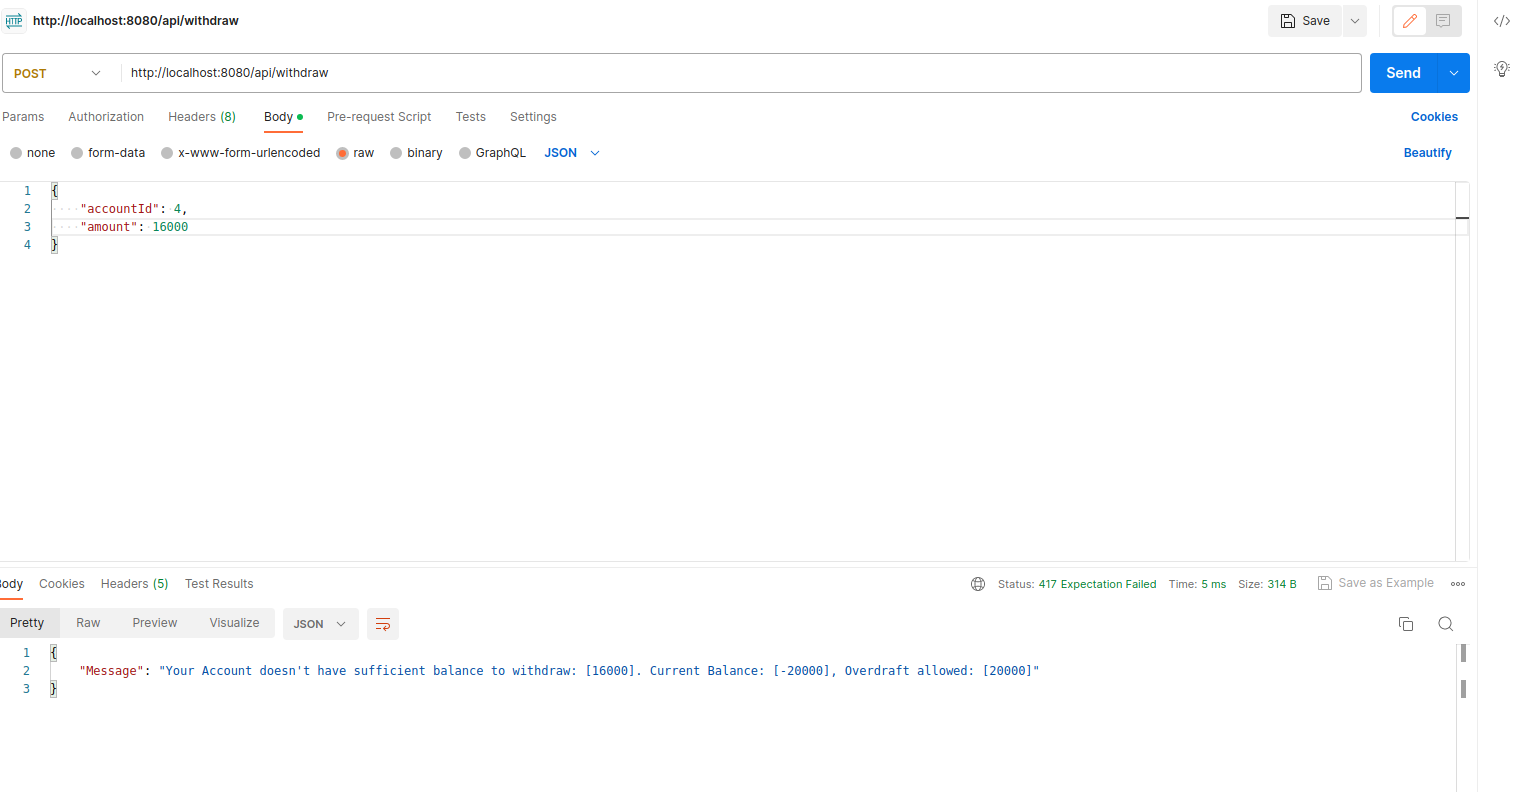 HTTP http://localhost:8080/api/withdraw Save
POST http://localhost:8080/api/withdraw Send
Params Authorization Headers (8) Body Pre-request Script Tests Settings Cookies
none form-data x-www-form-urlencoded raw binary GraphQL JSON Beautify
1 {
2 "accountId": 4,
3 "amount": 16000
4 }
Body Cookies Headers (5) Test Results Status: 417 Expectation Failed Time: 5 ms Size: 314 B Save as Example
Pretty Raw Preview Visualize JSON
1 {
2 "Message": "Your Account doesn't have sufficient balance to withdraw: [16000]. Current Balance: [-20000], Overdraft allowed: [20000]"
3 }